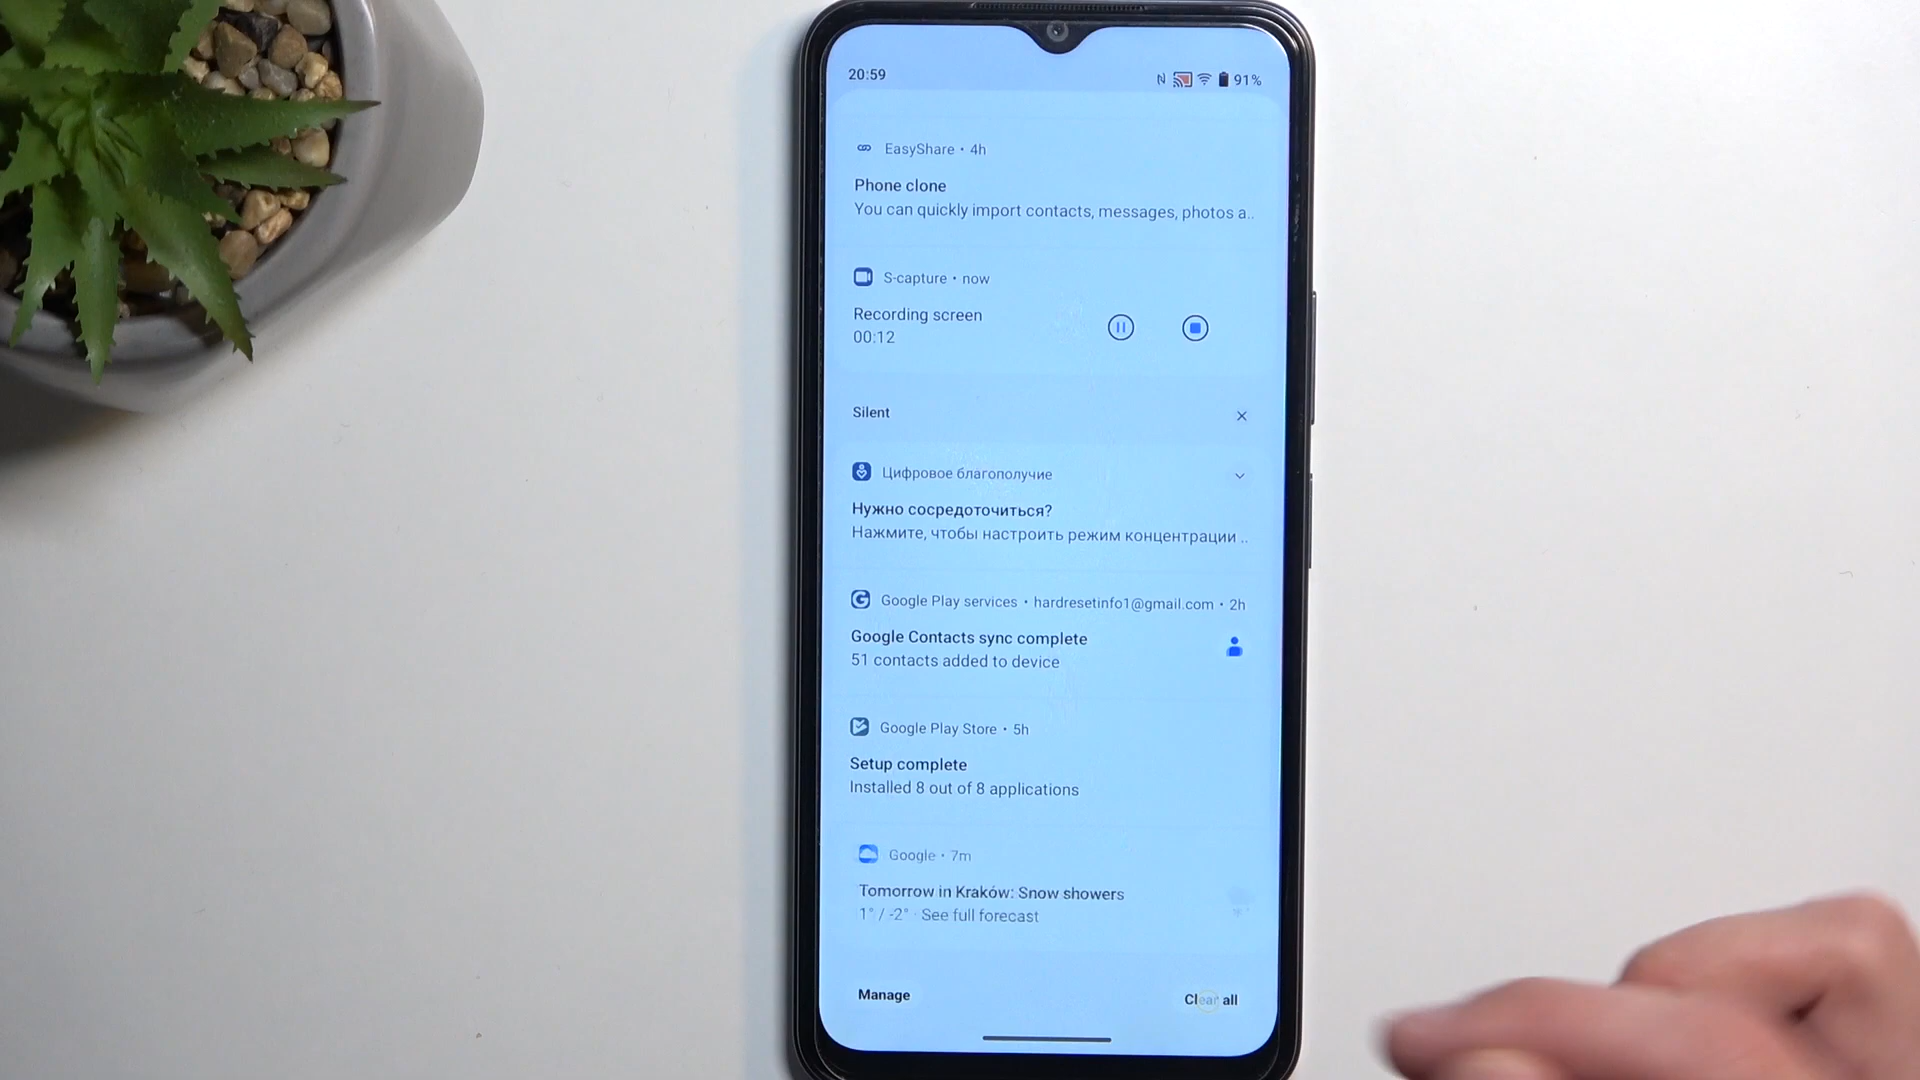 20:59
91%
EasyShare • 4h
Phone clone
You can quickly import contacts, messages, photos a..
S-capture • now
Recording screen
00:12
Silent
Цифровое благополучие
Нужно сосредоточиться?
Нажмите, чтобы настроить режим концентрации ..
Google Play services • hardresetinfo1@gmail.com • 2h
Google Contacts sync complete
51 contacts added to device
Google Play Store • 5h
Setup complete
Installed 8 out of 8 applications
Google • 7m
Tomorrow in Kraków: Snow showers
1° / -2° · See full forecast
Manage
Clear all